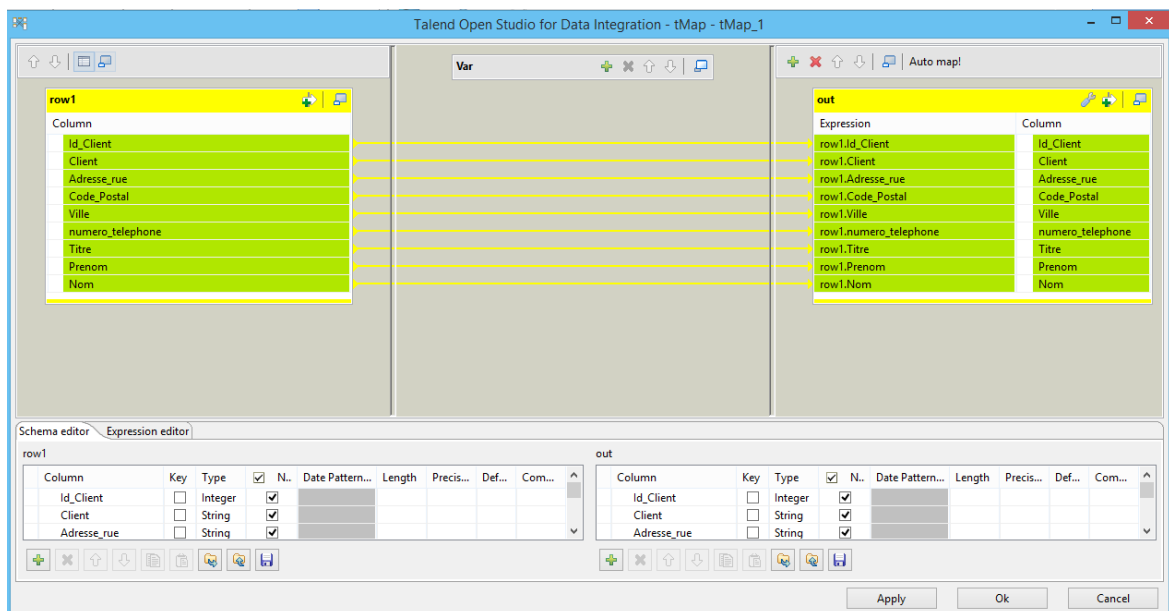 Talend Open Studio for Data Integration - tMap - tMap_1
Var
Auto map!
row1
Column
Id_Client
Client
Adresse_rue
Code_Postal
Ville
numero_telephone
Titre
Prenom
Nom
out
Expression Column
row1.Id_Client Id_Client
row1.Client Client
row1.Adresse_rue Adresse_rue
row1.Code_Postal Code_Postal
row1.Ville Ville
row1.numero_telephone numero_telephone
row1.Titre Titre
row1.Prenom Prenom
row1.Nom Nom
Schema editor Expression editor
row1
Column Key Type N... Date Pattern... Length Precis... Def... Com...
Id_Client Integer
Client String
Adresse_rue String
out
Column Key Type N... Date Pattern... Length Precis... Def... Com...
Id_Client Integer
Client String
Adresse_rue String
Apply Ok Cancel